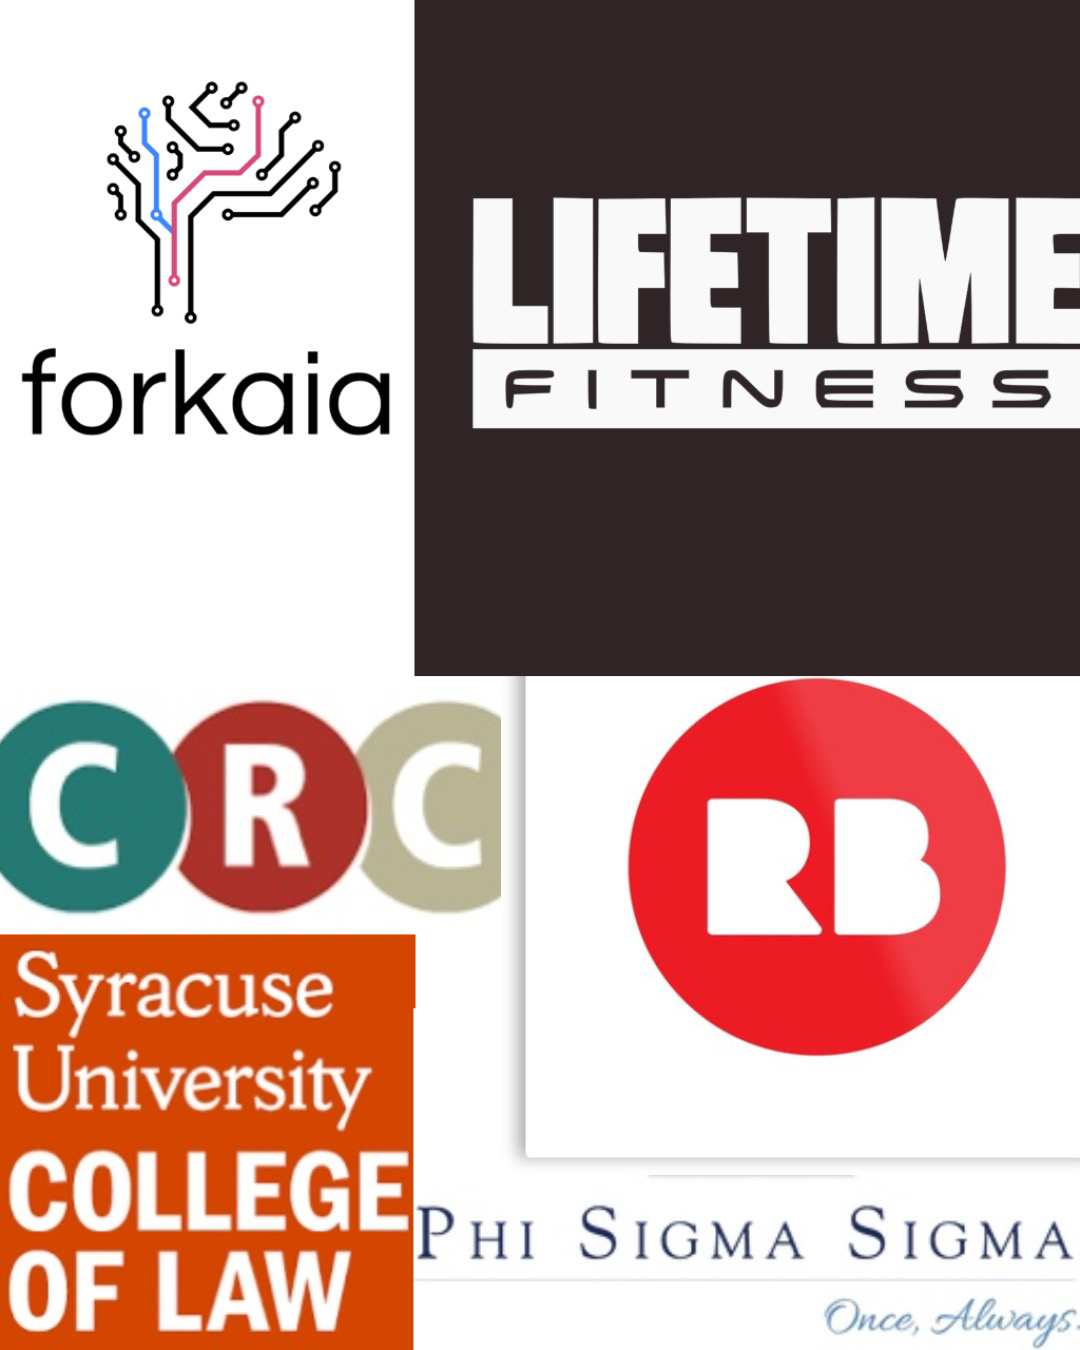 forkaia
LIFETIME
FITNESS
CRC
RB
Syracuse
University
COLLEGE
OF LAW
PHI SIGMA SIGMA
Once, Always.